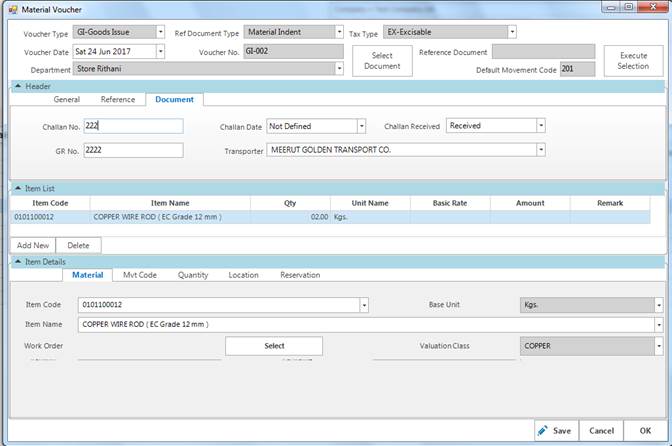 Material Voucher
Voucher Type GI-Goods Issue Ref Document Type Material Indent Tax Type EX-Excisable
Voucher Date Sat 24 Jun 2017 Voucher No. GI-002 Select Document Reference Document Execute Selection
Department Store Rithani Default Movement Code 201
Header
General Reference Document
Challan No. 222 Challan Date Not Defined Challan Received Received
GR No. 2222 Transporter MEERUT GOLDEN TRANSPORT CO.
Item List
Item Code Item Name Qty Unit Name Basic Rate Amount Remark
0101100012 COPPER WIRE ROD ( EC Grade 12 mm ) 02.00 Kgs.
Add New Delete
Item Details
Material Mvt Code Quantity Location Reservation
Item Code 0101100012 Base Unit Kgs.
Item Name COPPER WIRE ROD ( EC Grade 12 mm )
Work Order Select Valuation Class COPPER
Save Cancel OK